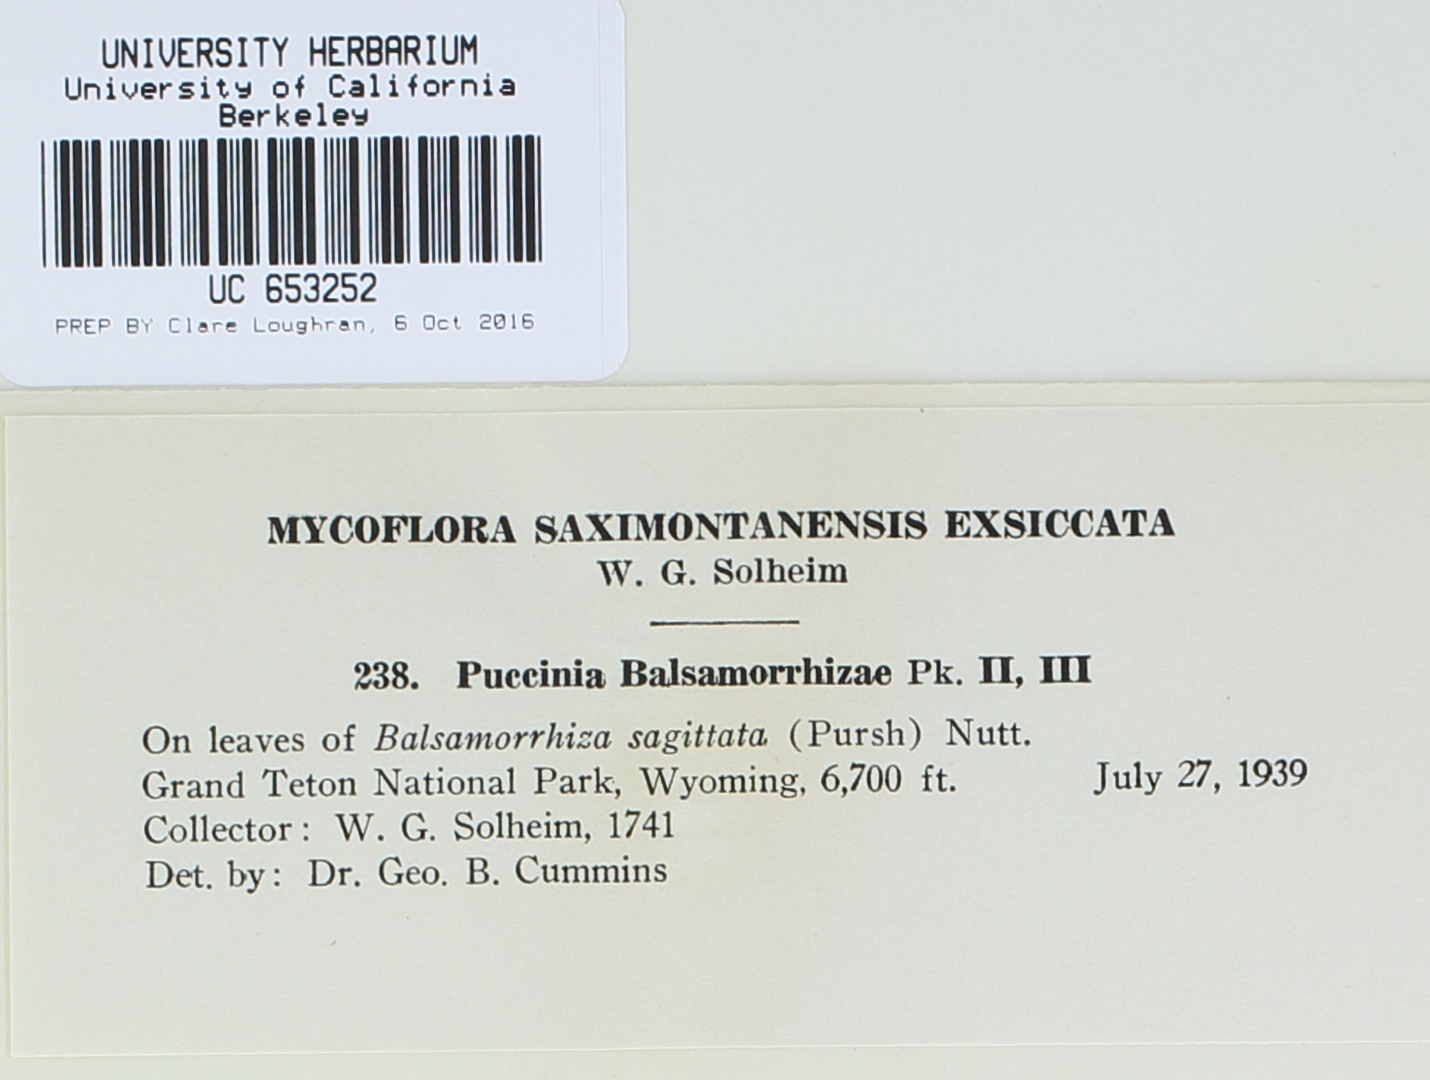 UNIVERSITY HERBARIUM
University of California
Berkeley
UC 653252
PREP BY Clare Loughran, 6 Oct 2016
MYCOFLORA SAXIMONTANENSIS EXSICCATA
W. G. Solheim
238. Puccinia Balsamorrhizae Pk. II, III
On leaves of Balsamorrhiza sagittata (Pursh) Nutt.
Grand Teton National Park, Wyoming, 6,700 ft. July 27, 1939
Collector: W. G. Solheim, 1741
Det. by: Dr. Geo. B. Cummins